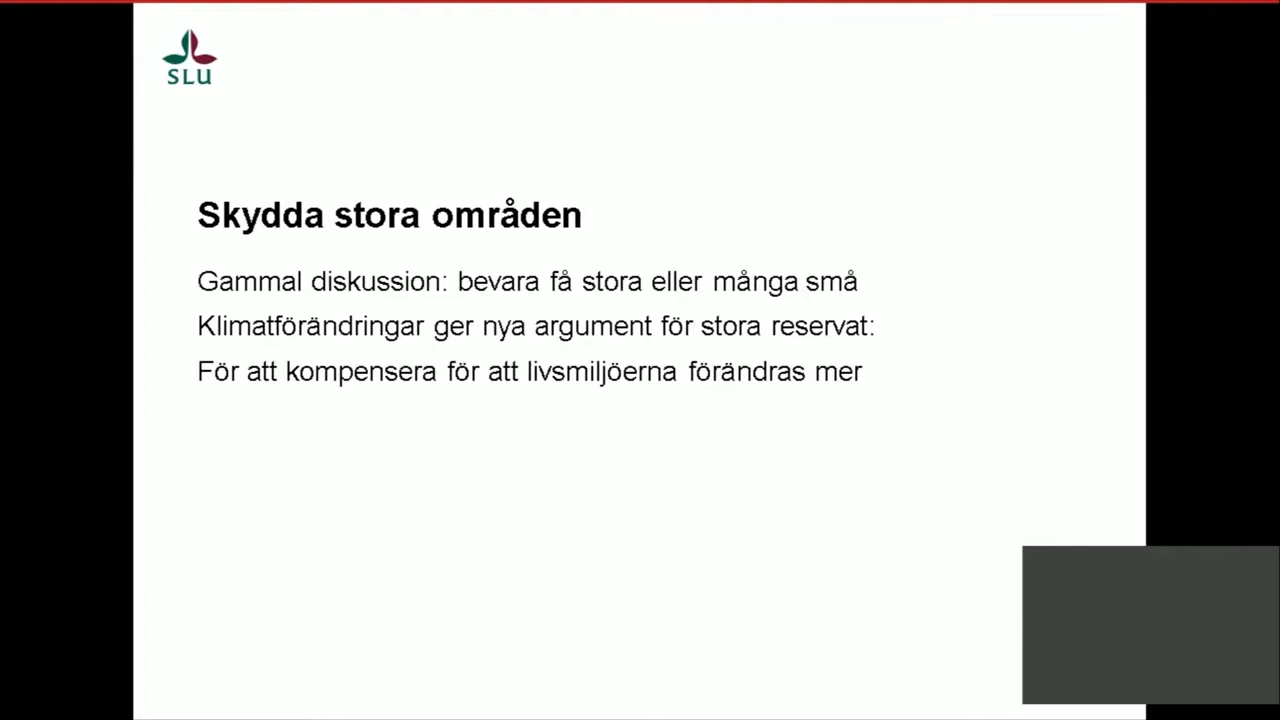 SLU
Skydda stora områden
Gammal diskussion: bevara få stora eller många små
Klimatförändringar ger nya argument för stora reservat:
För att kompensera för att livsmiljöerna förändras mer